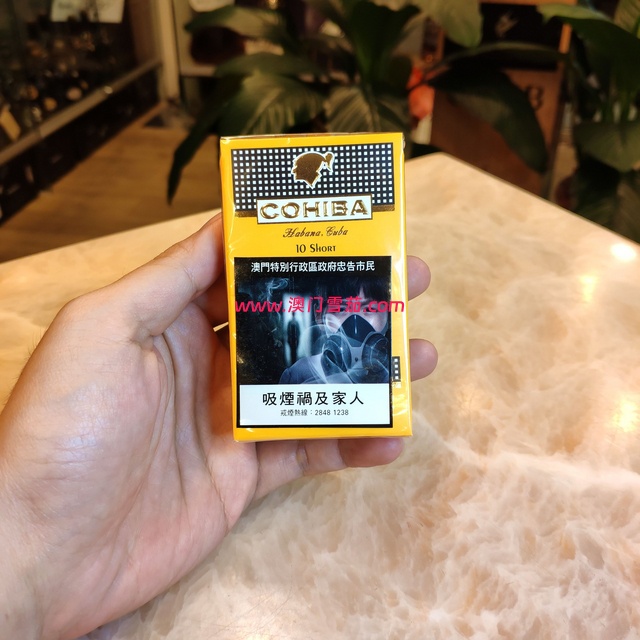 COHIBA
Habana, Cuba
10 SHORT
澳門特別行政區政府忠告市民
www.澳门雪茄.com
吸煙禍及家人
戒煙熱線：2848 1238